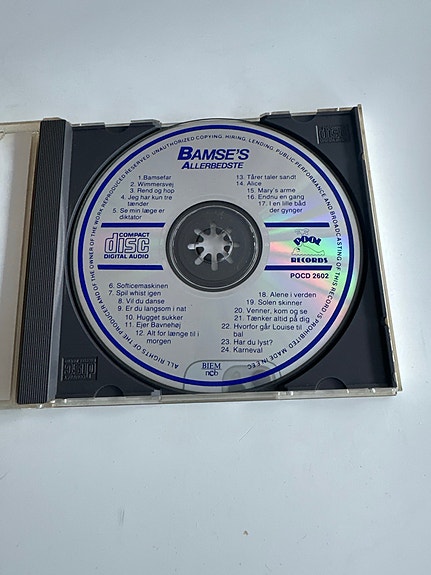 BAMSE'S
ALLERBEDSTE
1.Bamsefar
2. Wimmersvej
3. Rend og hop
4. Jeg har kun tre
tænder
5. Se min læge er
diktator
13. Tårer taler sandt
14. Alice
15. Mary's arme
16. Endnu en gang
17. I en lille båd
der gynger
COMPACT
disc
DIGITAL AUDIO
POOL
RECORDS
POCD 2602
6. Softicemaskinen
7. Spil whist igen
8. Vil du danse
9. Er du langsom i nat
10. Hugget sukker
11. Ejer Bavnehøj
12. Alt for længe til i
morgen
18. Alene i verden
19. Solen skinner
20. Venner, kom og se
21. Tænker altid på dig
22. Hvorfor går Louise til
bal
23. Har du lyst?
24. Karneval
BIEM
ncb
ALL RIGHTS OF THE PRODUCER AND OF THE OWNER OF THE WORK REPRODUCED RESERVED. UNAUTHORIZED COPYING, HIRING, LENDING, PUBLIC PERFORMANCE AND BROADCASTING OF THIS RECORD IS PROHIBITED. MADE IN EEC